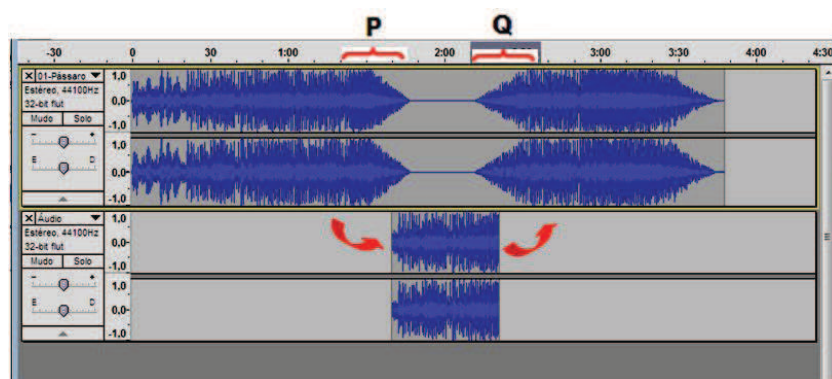 P Q
-30 0 30 1:00 2:00 3:00 3:30 4:00 4:30
× 01-Pássaro ▼
Estéreo, 44100Hz
32-bit flut
Mudo Solo
- +
E D
1,0
0,0-
-1,0
1,0
0,0-
-1,0
× Áudio ▼
Estéreo, 44100Hz
32-bit flut
Mudo Solo
- +
E D
1,0
0,0-
-1,0
1,0
0,0-
-1,0